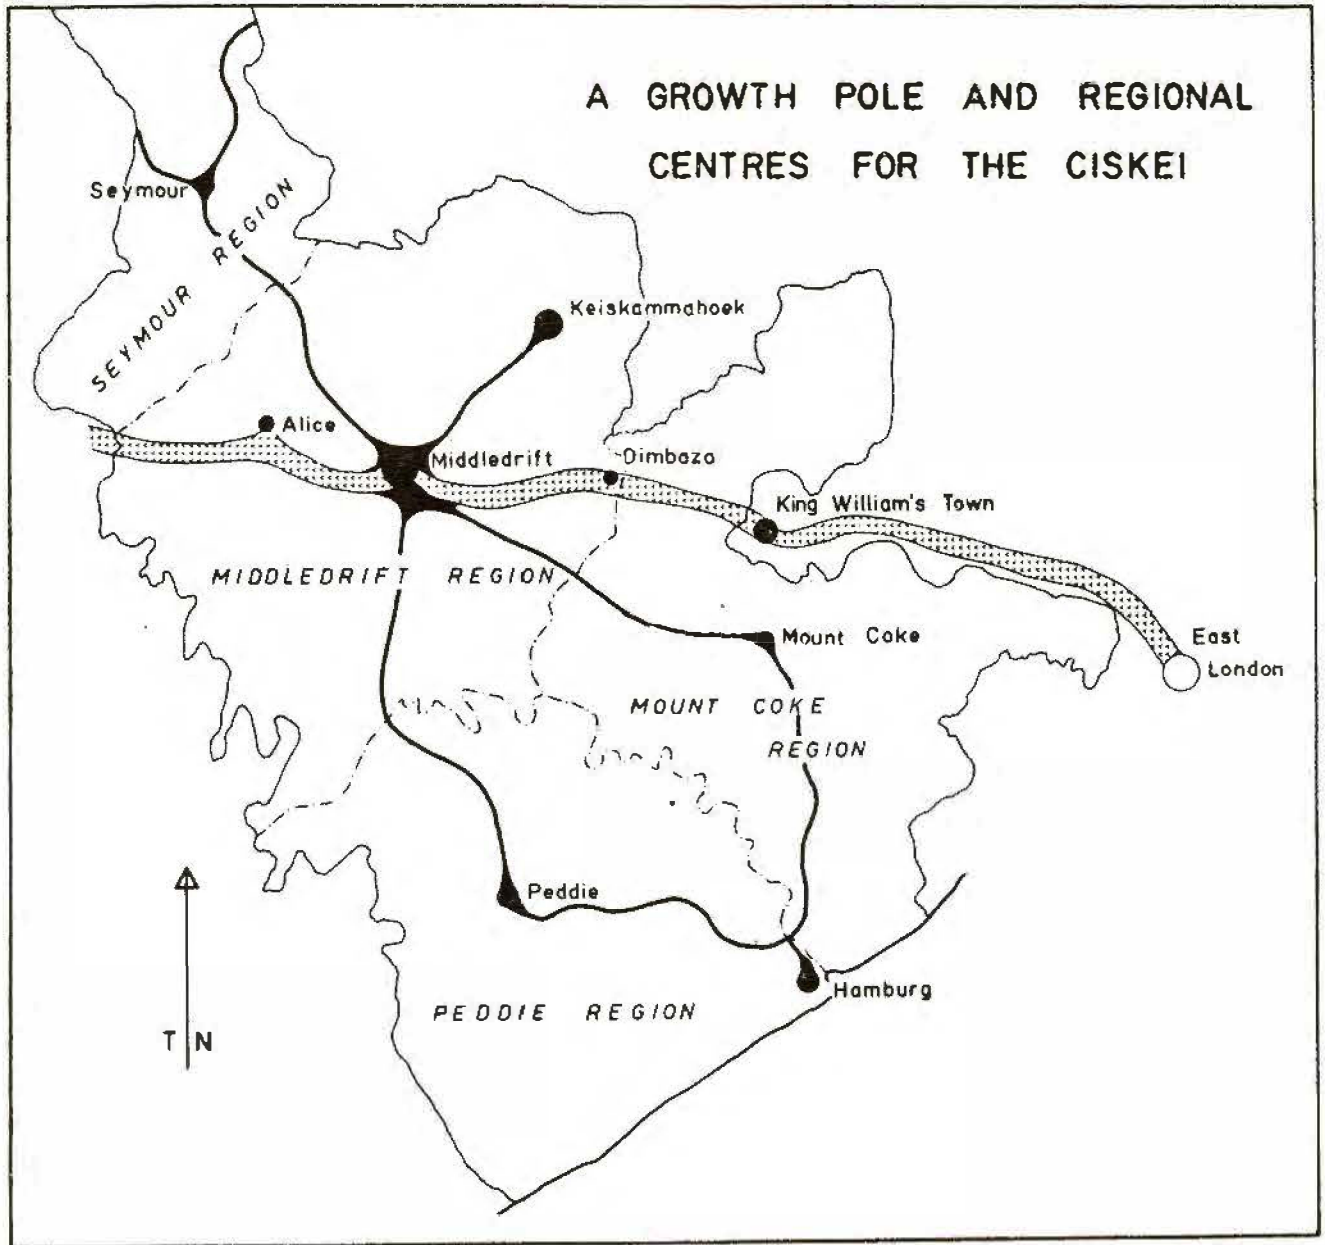 A GROWTH POLE AND REGIONAL
CENTRES FOR THE CISKEI
Seymour
SEYMOUR REGION
Keiskammahoek
Alice
Middledrift
Dimbaza
King William's Town
MIDDLEDRIFT REGION
Mount Coke
East
London
MOUNT COKE
REGION
Peddie
Hamburg
PEDDIE REGION
T N